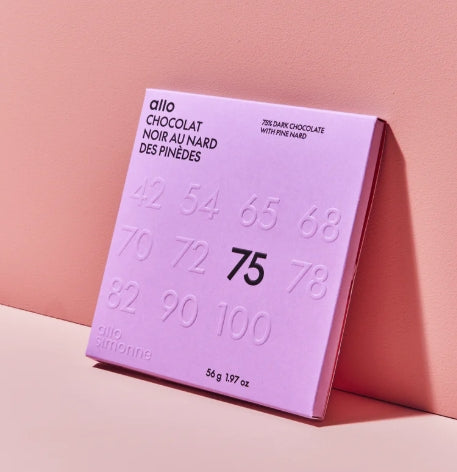 allo
CHOCOLAT
NOIR AU NARD
DES PINÈDES
75% DARK CHOCOLATE
WITH PINE NARD
42 54 65 68
70 72 75 78
82 90 100
allo
simonne
56 g 1.97 oz